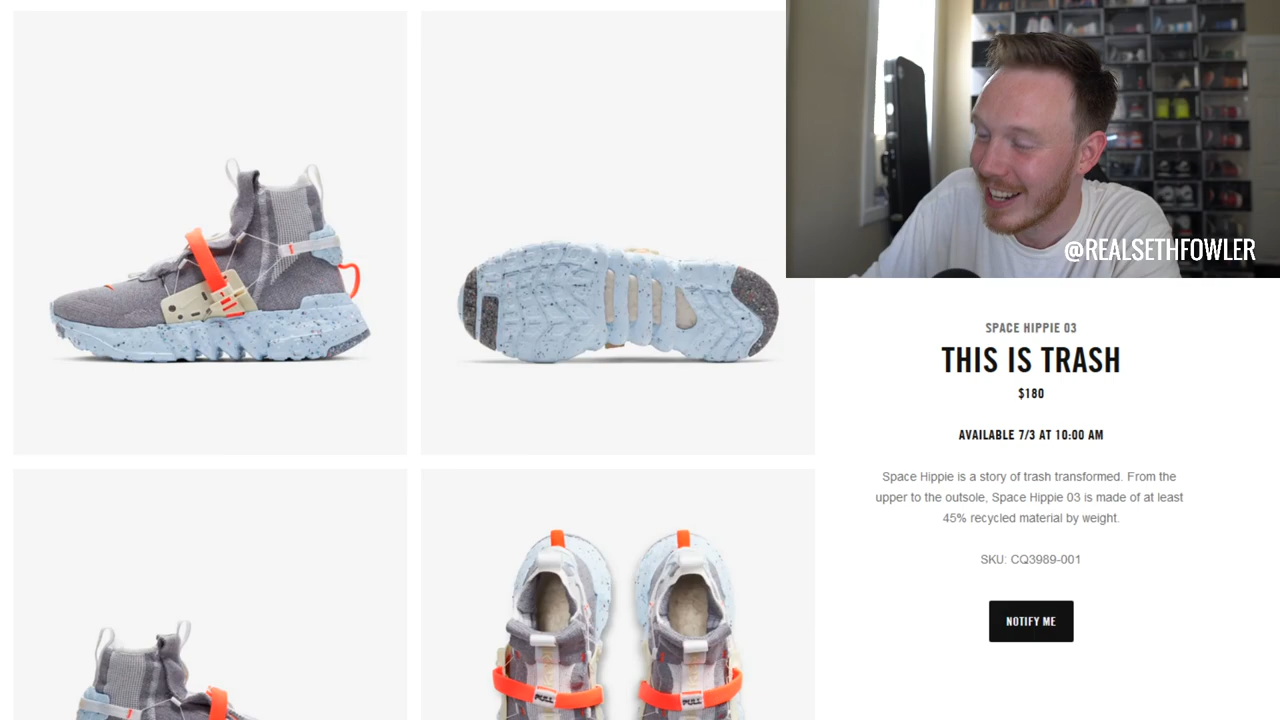 @REALSETHFOWLER
SPACE HIPPIE 03
THIS IS TRASH
$180
AVAILABLE 7/3 AT 10:00 AM
Space Hippie is a story of trash transformed. From the
upper to the outsole, Space Hippie 03 is made of at least
45% recycled material by weight.
SKU: CQ3989-001
NOTIFY ME
PULL
PULL